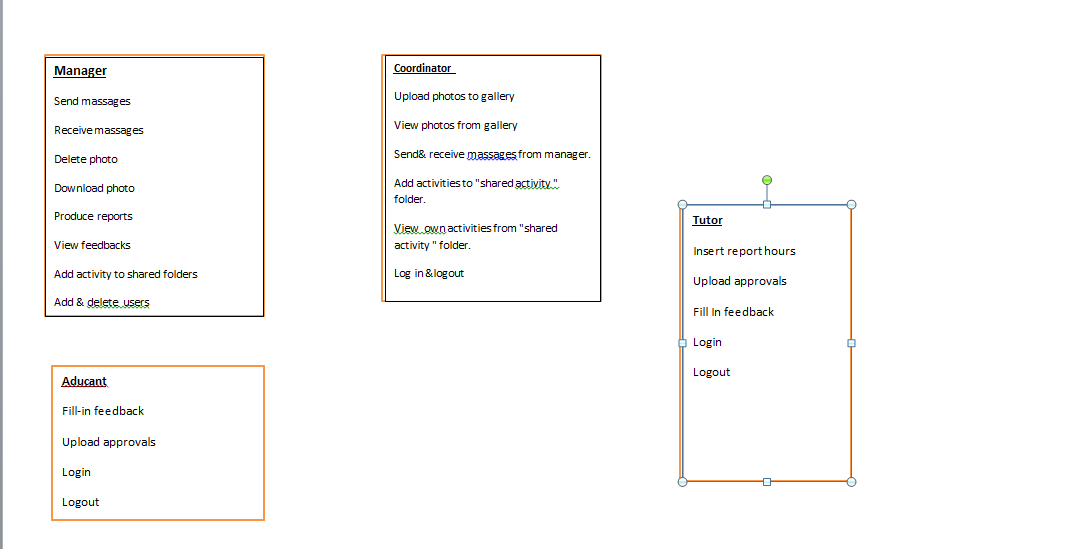 Manager
Send massages
Receive massages
Delete photo
Download photo
Produce reports
View feedbacks
Add activity to shared folders
Add & delete users
Coordinator
Upload photos to gallery
View photos from gallery
Send& receive massages from manager.
Add activities to "shared activity "
folder.
View own activities from "shared
activity " folder.
Log in &logout
Tutor
Insert report hours
Upload approvals
Fill In feedback
Login
Logout
Aducant
Fill-in feedback
Upload approvals
Login
Logout